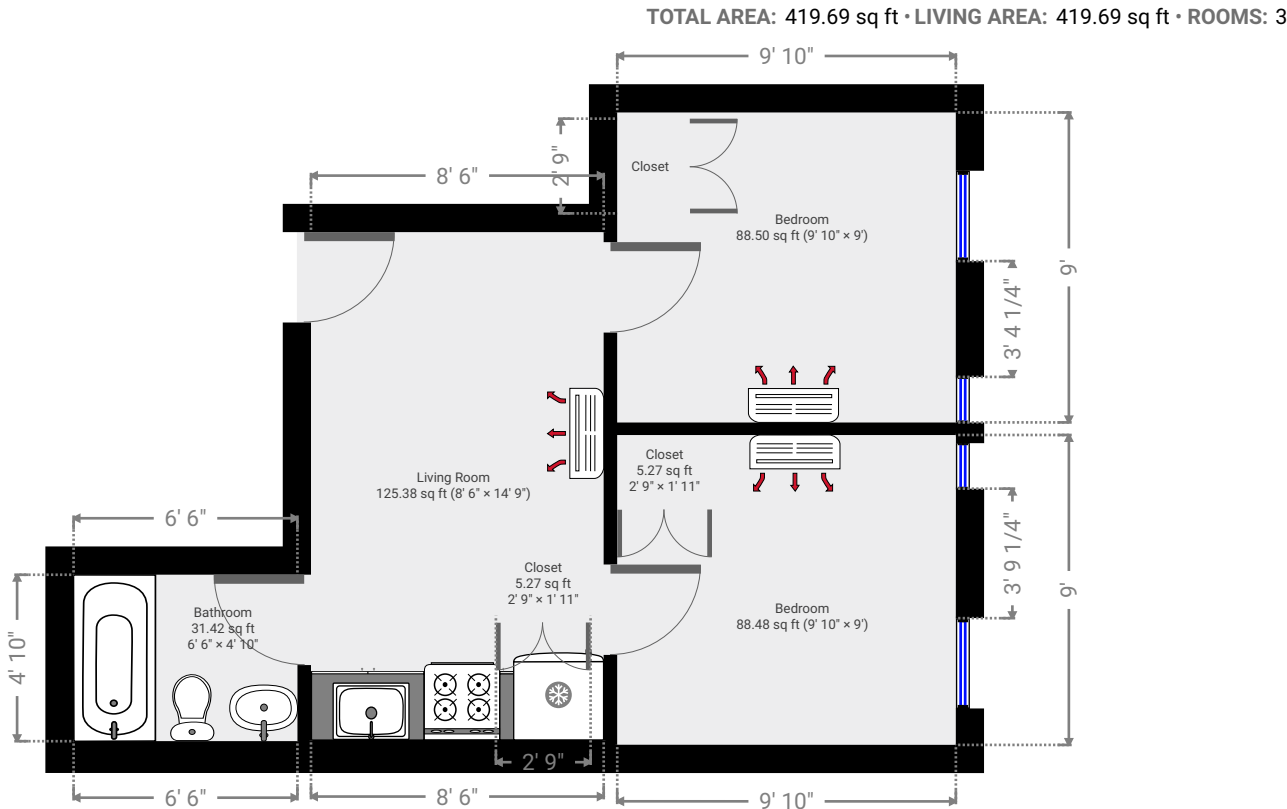 TOTAL AREA: 419.69 sq ft · LIVING AREA: 419.69 sq ft · ROOMS: 3
9' 10"
2' 9"
8' 6"
Closet
Bedroom
88.50 sq ft (9' 10" × 9')
9'
3' 4 1/4"
Closet
5.27 sq ft
2' 9" × 1' 11"
Living Room
125.38 sq ft (8' 6" × 14' 9")
6' 6"
3' 9 1/4"
9'
Closet
5.27 sq ft
2' 9" × 1' 11"
Bathroom
31.42 sq ft
6' 6" × 4' 10"
Bedroom
88.48 sq ft (9' 10" × 9')
4' 10"
2' 9"
6' 6"
8' 6"
9' 10"